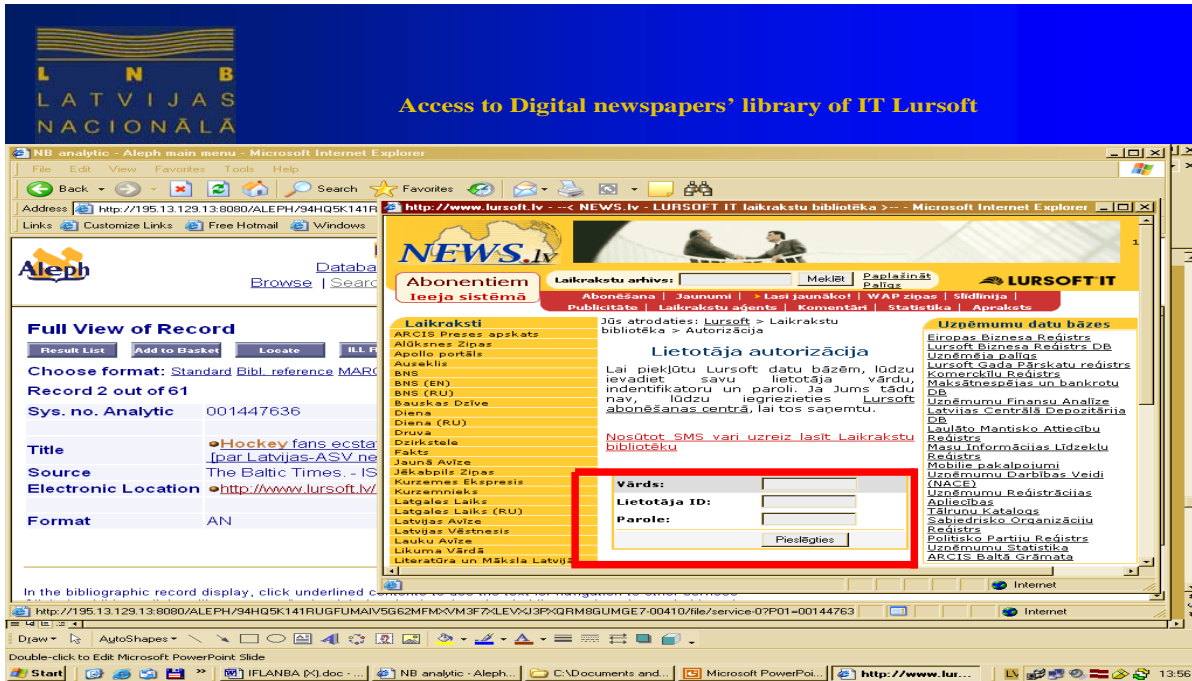 L N B
LATVIJAS
NACIONĀLĀ
Access to Digital newspapers' library of IT Lursoft
NB analytic - Aleph main menu - Microsoft Internet Explorer
File Edit View Favorites Tools Help
Back Search Favorites
Address http://195.13.129.13:8080/ALEPH/94HQ5K141R
Links Customize Links Free Hotmail Windows
Aleph
Databa
Browse | Searc
Full View of Record
Result List Add to Basket Locate ILL R
Choose format: Standard Bibl. reference MARC
Record 2 out of 61
Sys. no. Analytic 001447636
Title Hockey fans ecsta
[par Latvijas-ASV ne
Source The Baltic Times. - IS
Electronic Location http://www.lursoft.lv/
Format AN
In the bibliographic record display, click underlined
http://www.lursoft.lv - --< NEWS.lv - LURSOFT IT laikrakstu bibliotēka >-- - Microsoft Internet Explorer
NEWS.lv
1
Abonentiem
Ieeja sistēmā
Laikrakstu arhīvs: Meklēt Paplašināt
Palīgs
LURSOFT IT
Abonēšana | Jaunumi | > Lasi jaunāko! | WAP ziņas | Slīdlīnija |
Publicitāte | Laikrakstu aģents | Komentāri | Statistika | Apraksts
Laikraksti
ARCIS Preses apskats
Alūksnes Ziņas
Apollo portāls
Auseklis
BNS
BNS (EN)
BNS (RU)
Bauskas Dzīve
Diena
Diena (RU)
Druva
Dzirkstele
Fakts
Jaunā Avīze
Jēkabpils Ziņas
Kurzemes Ekspresis
Kurzemnieks
Latgales Laiks
Latgales Laiks (RU)
Latvijas Avīze
Latvijas Vēstnesis
Lauku Avīze
Likuma Vārdā
Literatūra un Māksla Latvijā
Jūs atrodaties: Lursoft > Laikrakstu
bibliotēka > Autorizācija
Lietotāja autorizācija
Lai piekļūtu Lursoft datu bāzēm, lūdzu
ievadiet savu lietotāja vārdu,
indentifikatoru un paroli. Ja Jums tādu
nav, lūdzu iegriezieties Lursoft
abonēšanas centrā, lai tos saņemtu.
Nosūtot SMS vari uzreiz lasīt Laikrakstu
bibliotēku
Vārds:
Lietotāja ID:
Parole:
Pieslēgties
Uzņēmumu datu bāzes
Eiropas Biznesa Reģistrs
Lursoft Biznesa Reģistrs DB
Uzņēmēja palīgs
Lursoft Gada Pārskatu reģistrs
Komercķīlu Reģistrs
Maksātnespējas un bankrotu
DB
Uzņēmumu Finansu Analīze
Latvijas Centrālā Depozitārija
DB
Laulāto Mantisko Attiecību
Reģistrs
Masu Informācijas Līdzekļu
Reģistrs
Mobilie pakalpojumi
Uzņēmumu Darbības Veidi
(NACE)
Uzņēmumu Reģistrācijas
Apliecības
Tālruņu Katalogs
Sabiedrisko Organizāciju
Reģistrs
Politisko Partiju Reģistrs
Uzņēmumu Statistika
ARCIS Baltā Grāmata
Internet
http://195.13.129.13:8080/ALEPH/94HQ5K141RUGFUMAIV5G62MFMXVM3F7XLEVXJ3PXQRM8GUMGE7-00410/file/service-0?P01=00144763 Internet
Draw AutoShapes
Double-click to Edit Microsoft PowerPoint Slide
Start IFLANBA (X).doc - ... NB analytic - Aleph... C:\Documents and... Microsoft PowerPoi... http://www.lur... LV 13:56